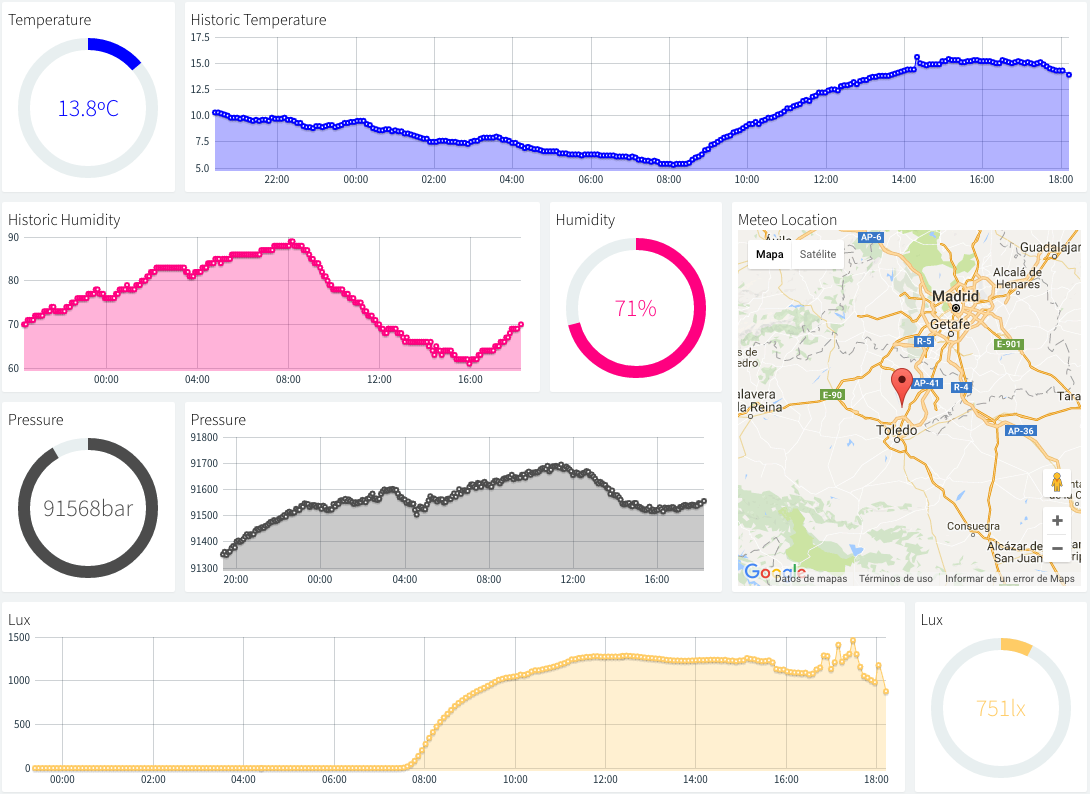 Temperature
13.8ºC
Historic Temperature
17.5
15.0
12.5
10.0
7.5
5.0
22:00 00:00 02:00 04:00 06:00 08:00 10:00 12:00 14:00 16:00 18:00
Historic Humidity
90
80
70
60
00:00 04:00 08:00 12:00 16:00
Humidity
71%
Meteo Location
Mapa Satélite
AP-6
Guadalajar
Alcalá de
Henares
Madrid
Getafe
R-5
E-901
s de
edro
AP-41
R-4
E-90
alavera
la Reina
Tara
Toledo
AP-36
Consuegra
Alcázar de
San Juan
+
−
Google
Datos de mapas Términos de uso Informar de un error de Maps
Pressure
91568bar
Pressure
91800
91700
91600
91500
91400
91300
20:00 00:00 04:00 08:00 12:00 16:00
Lux
1500
1000
500
0
00:00 02:00 04:00 06:00 08:00 10:00 12:00 14:00 16:00 18:00
Lux
751lx